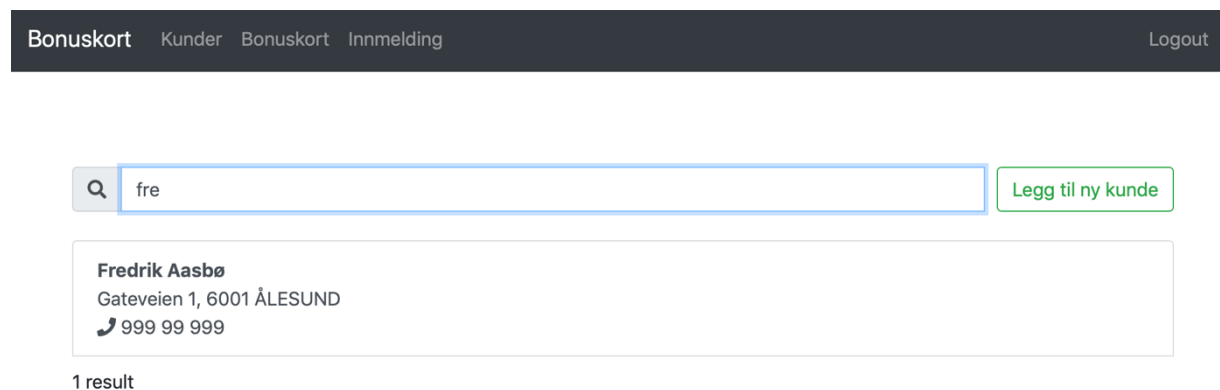 Bonuskort Kunder Bonuskort Innmelding Logout
fre Legg til ny kunde
Fredrik Aasbø
Gateveien 1, 6001 ÅLESUND
999 99 999
1 result